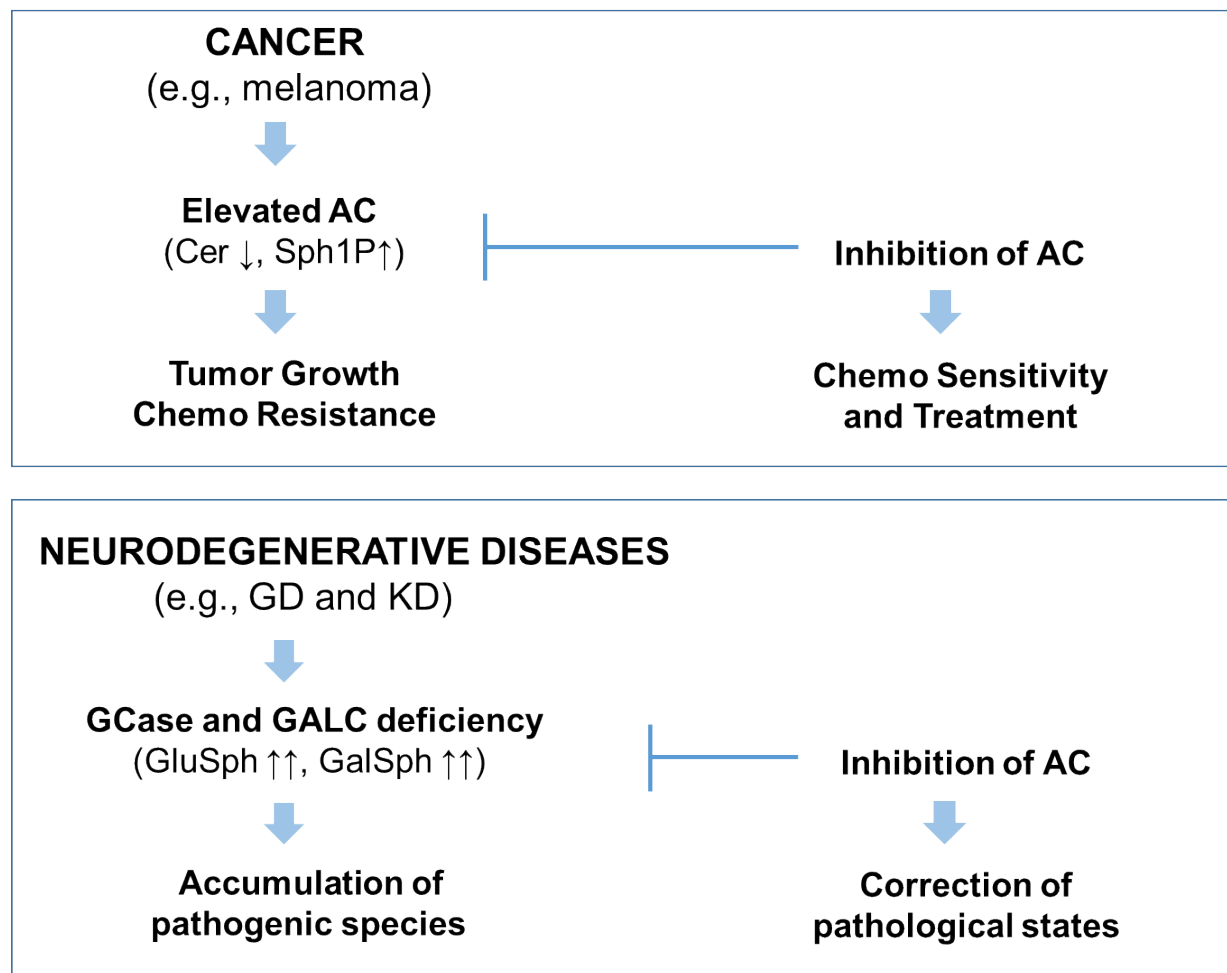 CANCER
(e.g., melanoma)
Elevated AC
(Cer ↓, Sph1P↑)
Inhibition of AC
Tumor Growth
Chemo Resistance
Chemo Sensitivity
and Treatment
NEURODEGENERATIVE DISEASES
(e.g., GD and KD)
GCase and GALC deficiency
(GluSph ↑↑, GalSph ↑↑)
Inhibition of AC
Accumulation of
pathogenic species
Correction of
pathological states